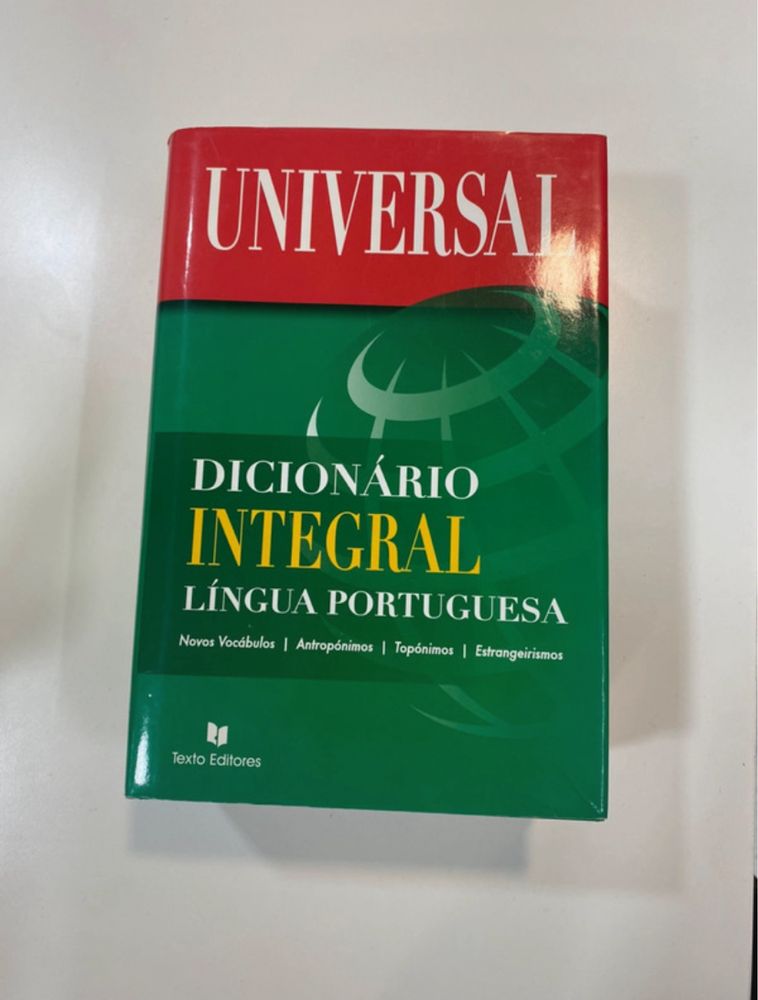 UNIVERSAL
DICIONÁRIO
INTEGRAL
LÍNGUA PORTUGUESA
Novos Vocábulos | Antropónimos | Topónimos | Estrangeirismos
Texto Editores